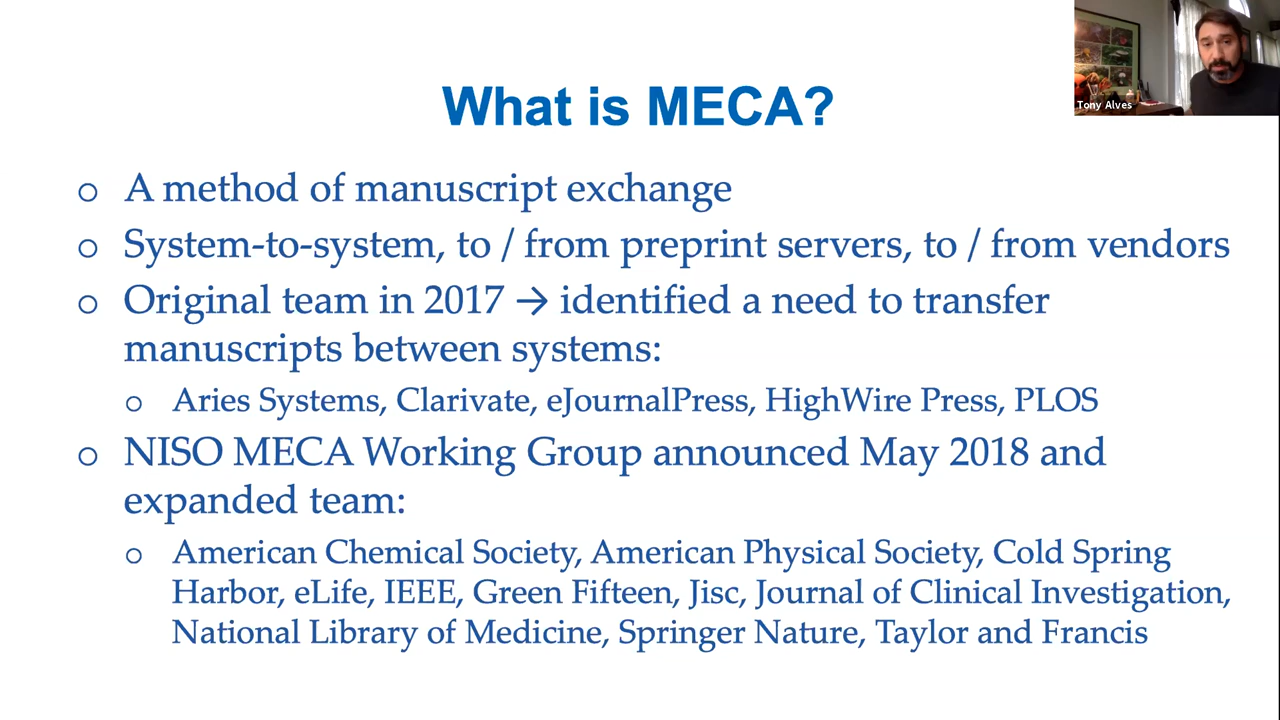 What is MECA?
Tony Alves
o A method of manuscript exchange
o System-to-system, to / from preprint servers, to / from vendors
o Original team in 2017 → identified a need to transfer
manuscripts between systems:
o Aries Systems, Clarivate, eJournalPress, HighWire Press, PLOS
o NISO MECA Working Group announced May 2018 and
expanded team:
o American Chemical Society, American Physical Society, Cold Spring
Harbor, eLife, IEEE, Green Fifteen, Jisc, Journal of Clinical Investigation,
National Library of Medicine, Springer Nature, Taylor and Francis